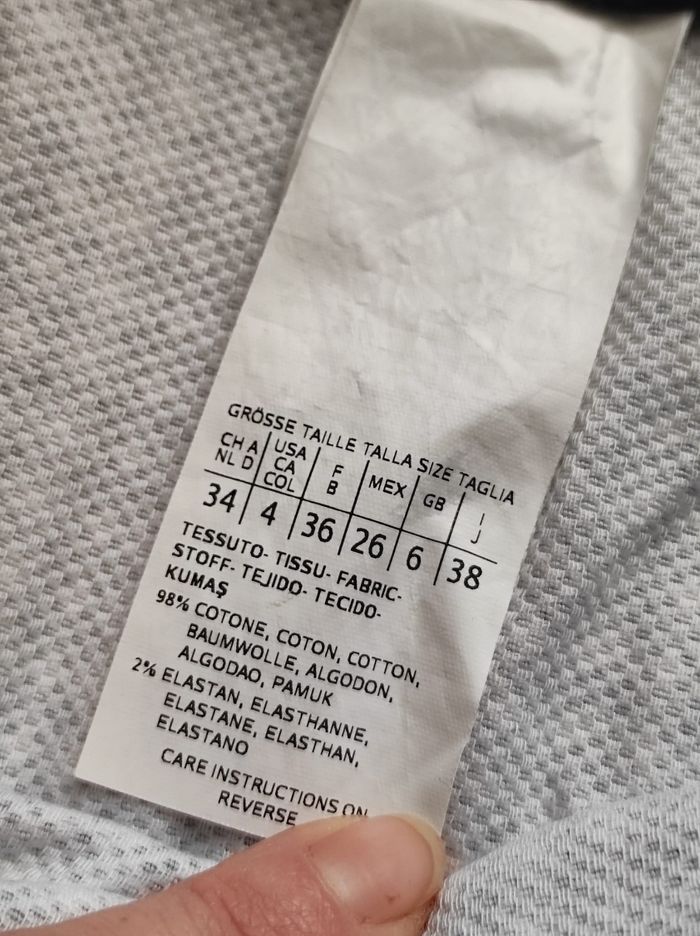 GRÖSSE TAILLE TALLA SIZE TAGLIA
CH A NL D | USA CA COL | F B | MEX | GB | I J
34 | 4 | 36 | 26 | 6 | 38
TESSUTO- TISSU- FABRIC-
STOFF- TEJIDO- TECIDO-
KUMAŞ
98% COTONE, COTON, COTTON,
BAUMWOLLE, ALGODON,
ALGODAO, PAMUK
2% ELASTAN, ELASTHANNE,
ELASTANE, ELASTHAN,
ELASTANO
CARE INSTRUCTIONS ON
REVERSE